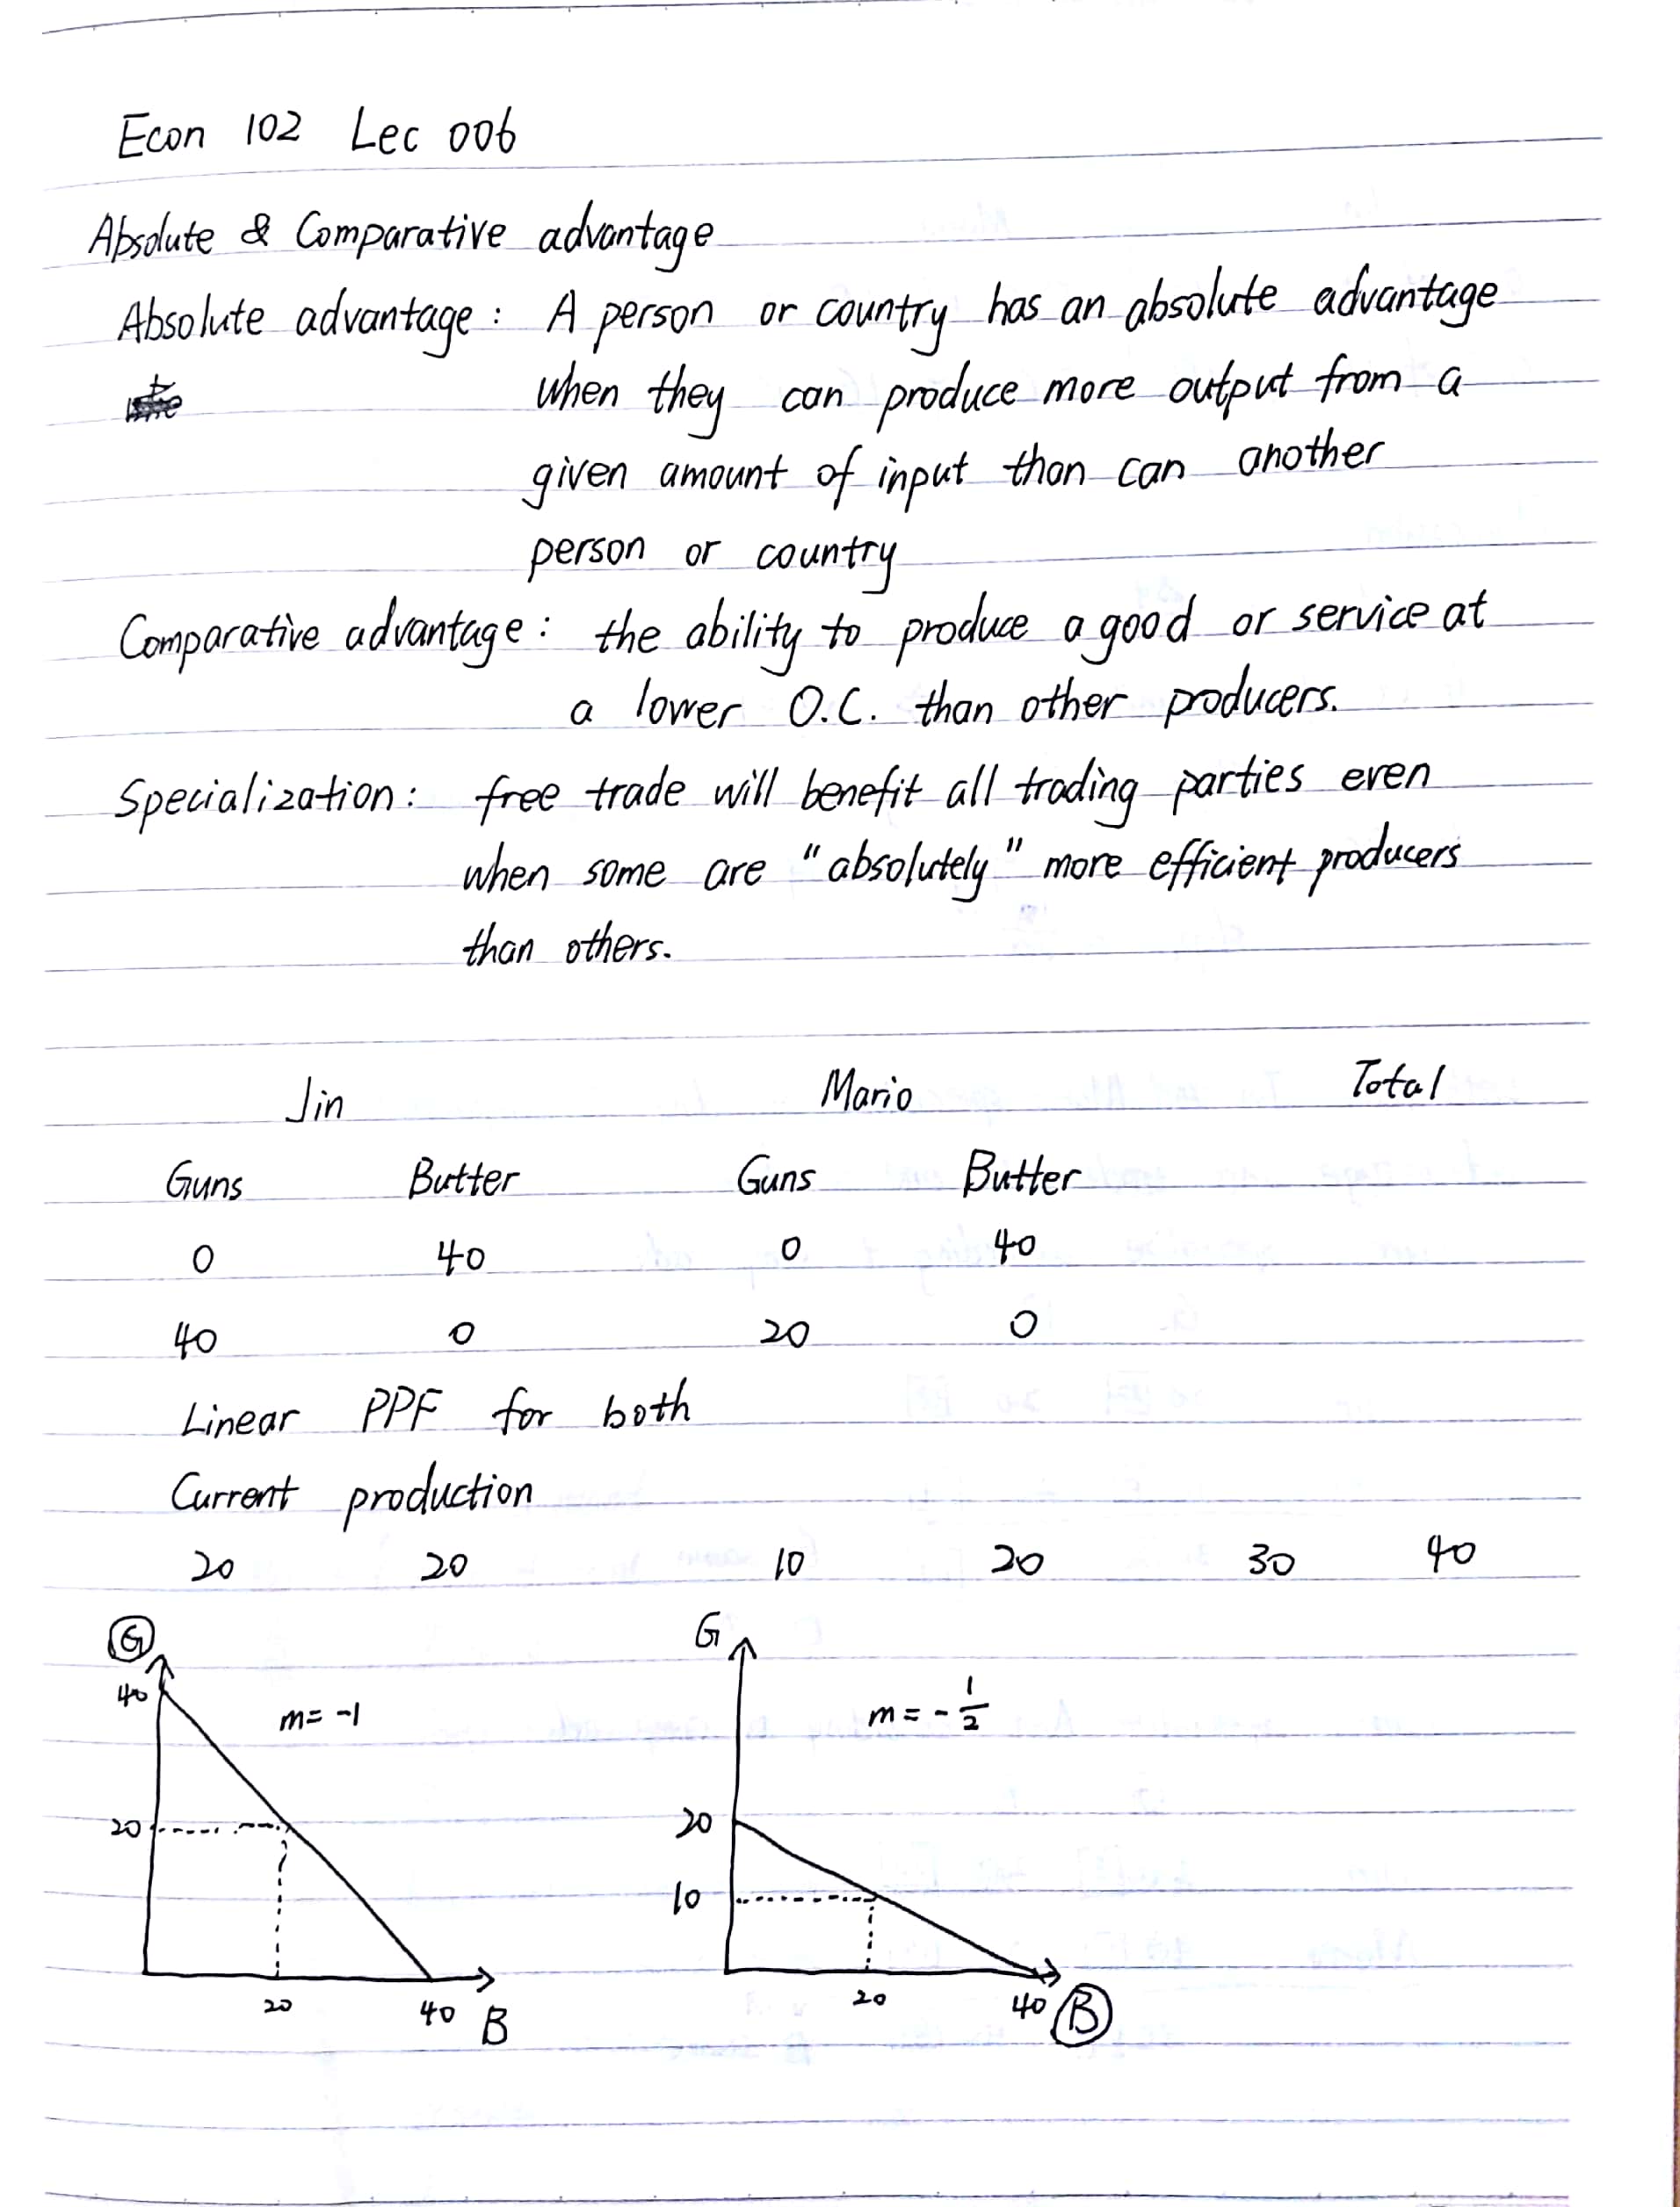 Econ 102 Lec 006
Absolute & Comparative advantage
Absolute advantage: A person or country has an absolute advantage
when they can produce more output from a
given amount of input than can another
person or country
Comparative advantage: the ability to produce a good or service at
a lower O.C. than other producers.
Specialization: free trade will benefit all trading parties even
when some are "absolutely" more efficient producers
than others.
Jin Mario Total
Guns Butter Guns Butter
0 40 0 40
40 0 20 0
Linear PPF for both
Current production
20 20 10 20 30 40
G G
40 m = -1 m = - 1/2
20 20
10
20 40 B 20 40 B